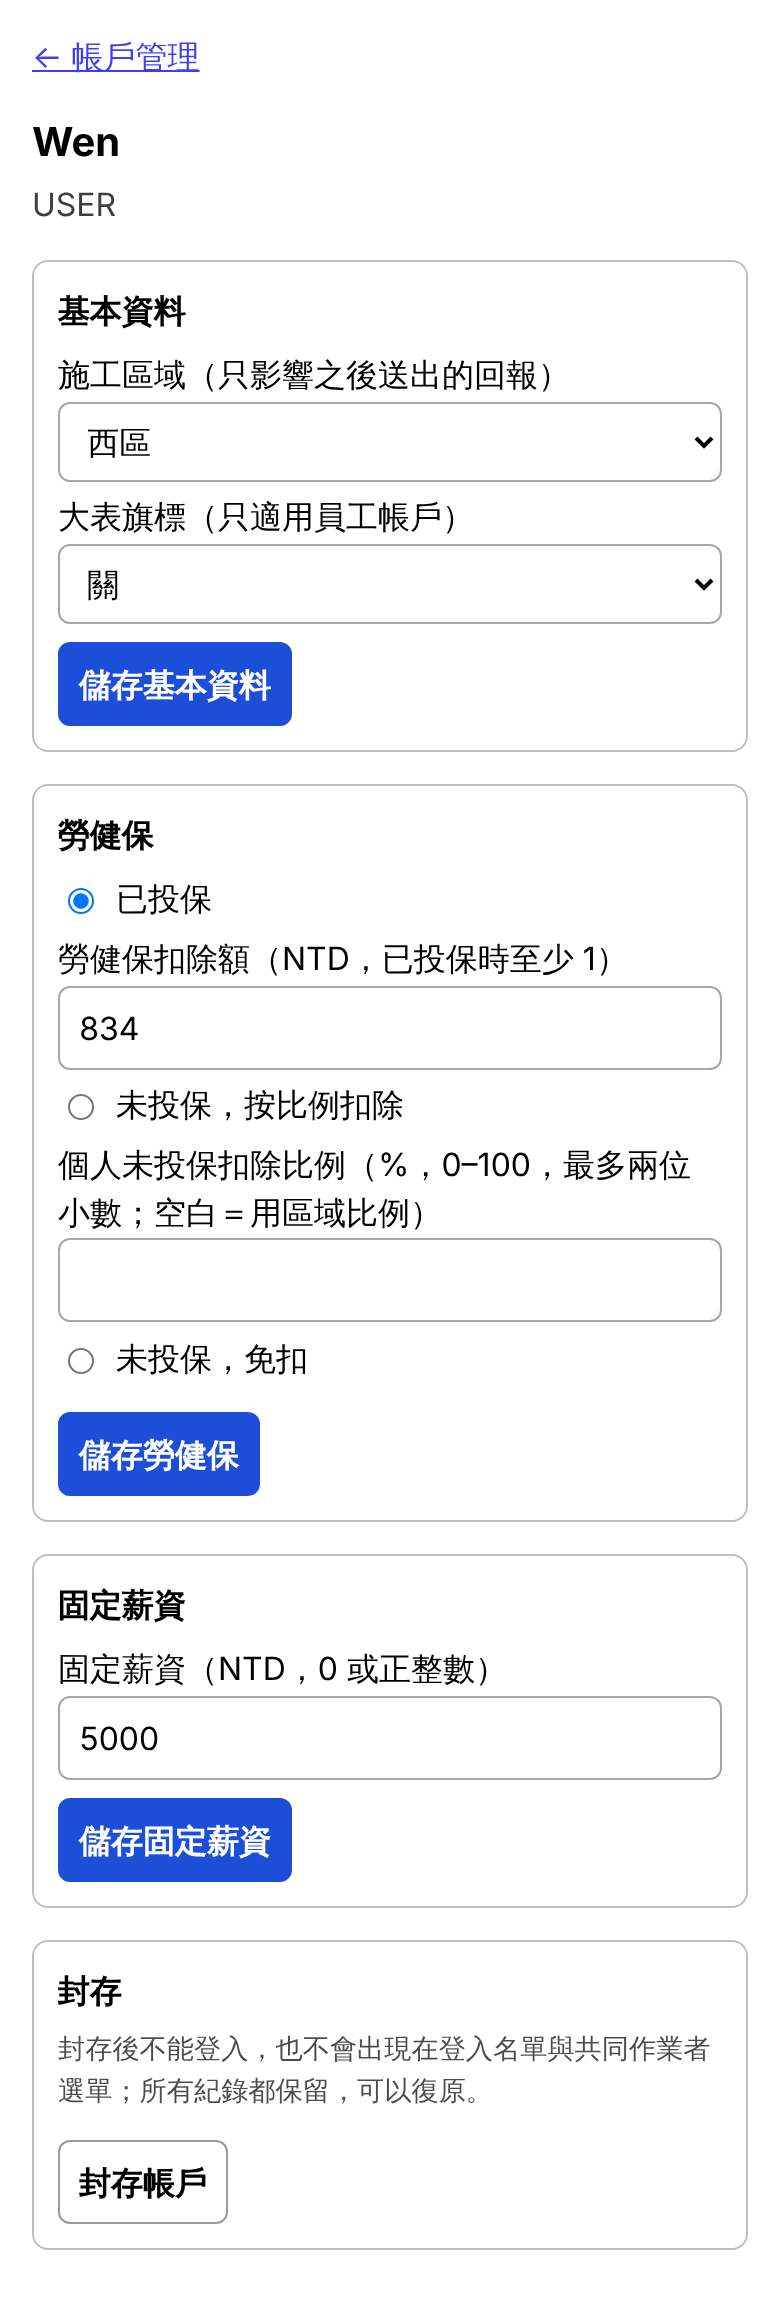 ← 帳戶管理
Wen
USER
基本資料
施工區域（只影響之後送出的回報）
西區
大表旗標（只適用員工帳戶）
關
儲存基本資料
勞健保
已投保
勞健保扣除額（NTD，已投保時至少 1）
834
未投保，按比例扣除
個人未投保扣除比例（%，0–100，最多兩位
小數；空白＝用區域比例）
未投保，免扣
儲存勞健保
固定薪資
固定薪資（NTD，0 或正整數）
5000
儲存固定薪資
封存
封存後不能登入，也不會出現在登入名單與共同作業者
選單；所有紀錄都保留，可以復原。
封存帳戶